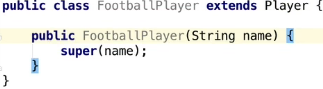 public class FootballPlayer extends Player {
public FootballPlayer(String name) {
super(name);
}
}